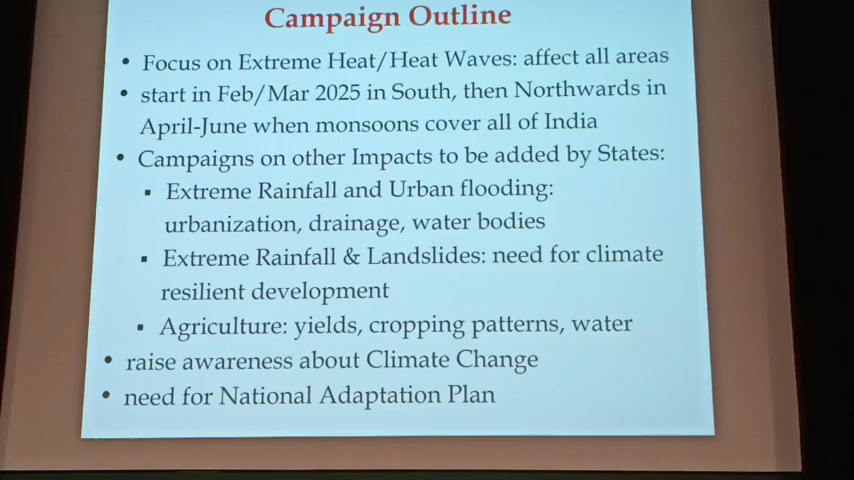 Campaign Outline
• Focus on Extreme Heat/Heat Waves: affect all areas
• start in Feb/Mar 2025 in South, then Northwards in
April-June when monsoons cover all of India
• Campaigns on other Impacts to be added by States:
▪ Extreme Rainfall and Urban flooding:
urbanization, drainage, water bodies
▪ Extreme Rainfall & Landslides: need for climate
resilient development
▪ Agriculture: yields, cropping patterns, water
• raise awareness about Climate Change
• need for National Adaptation Plan